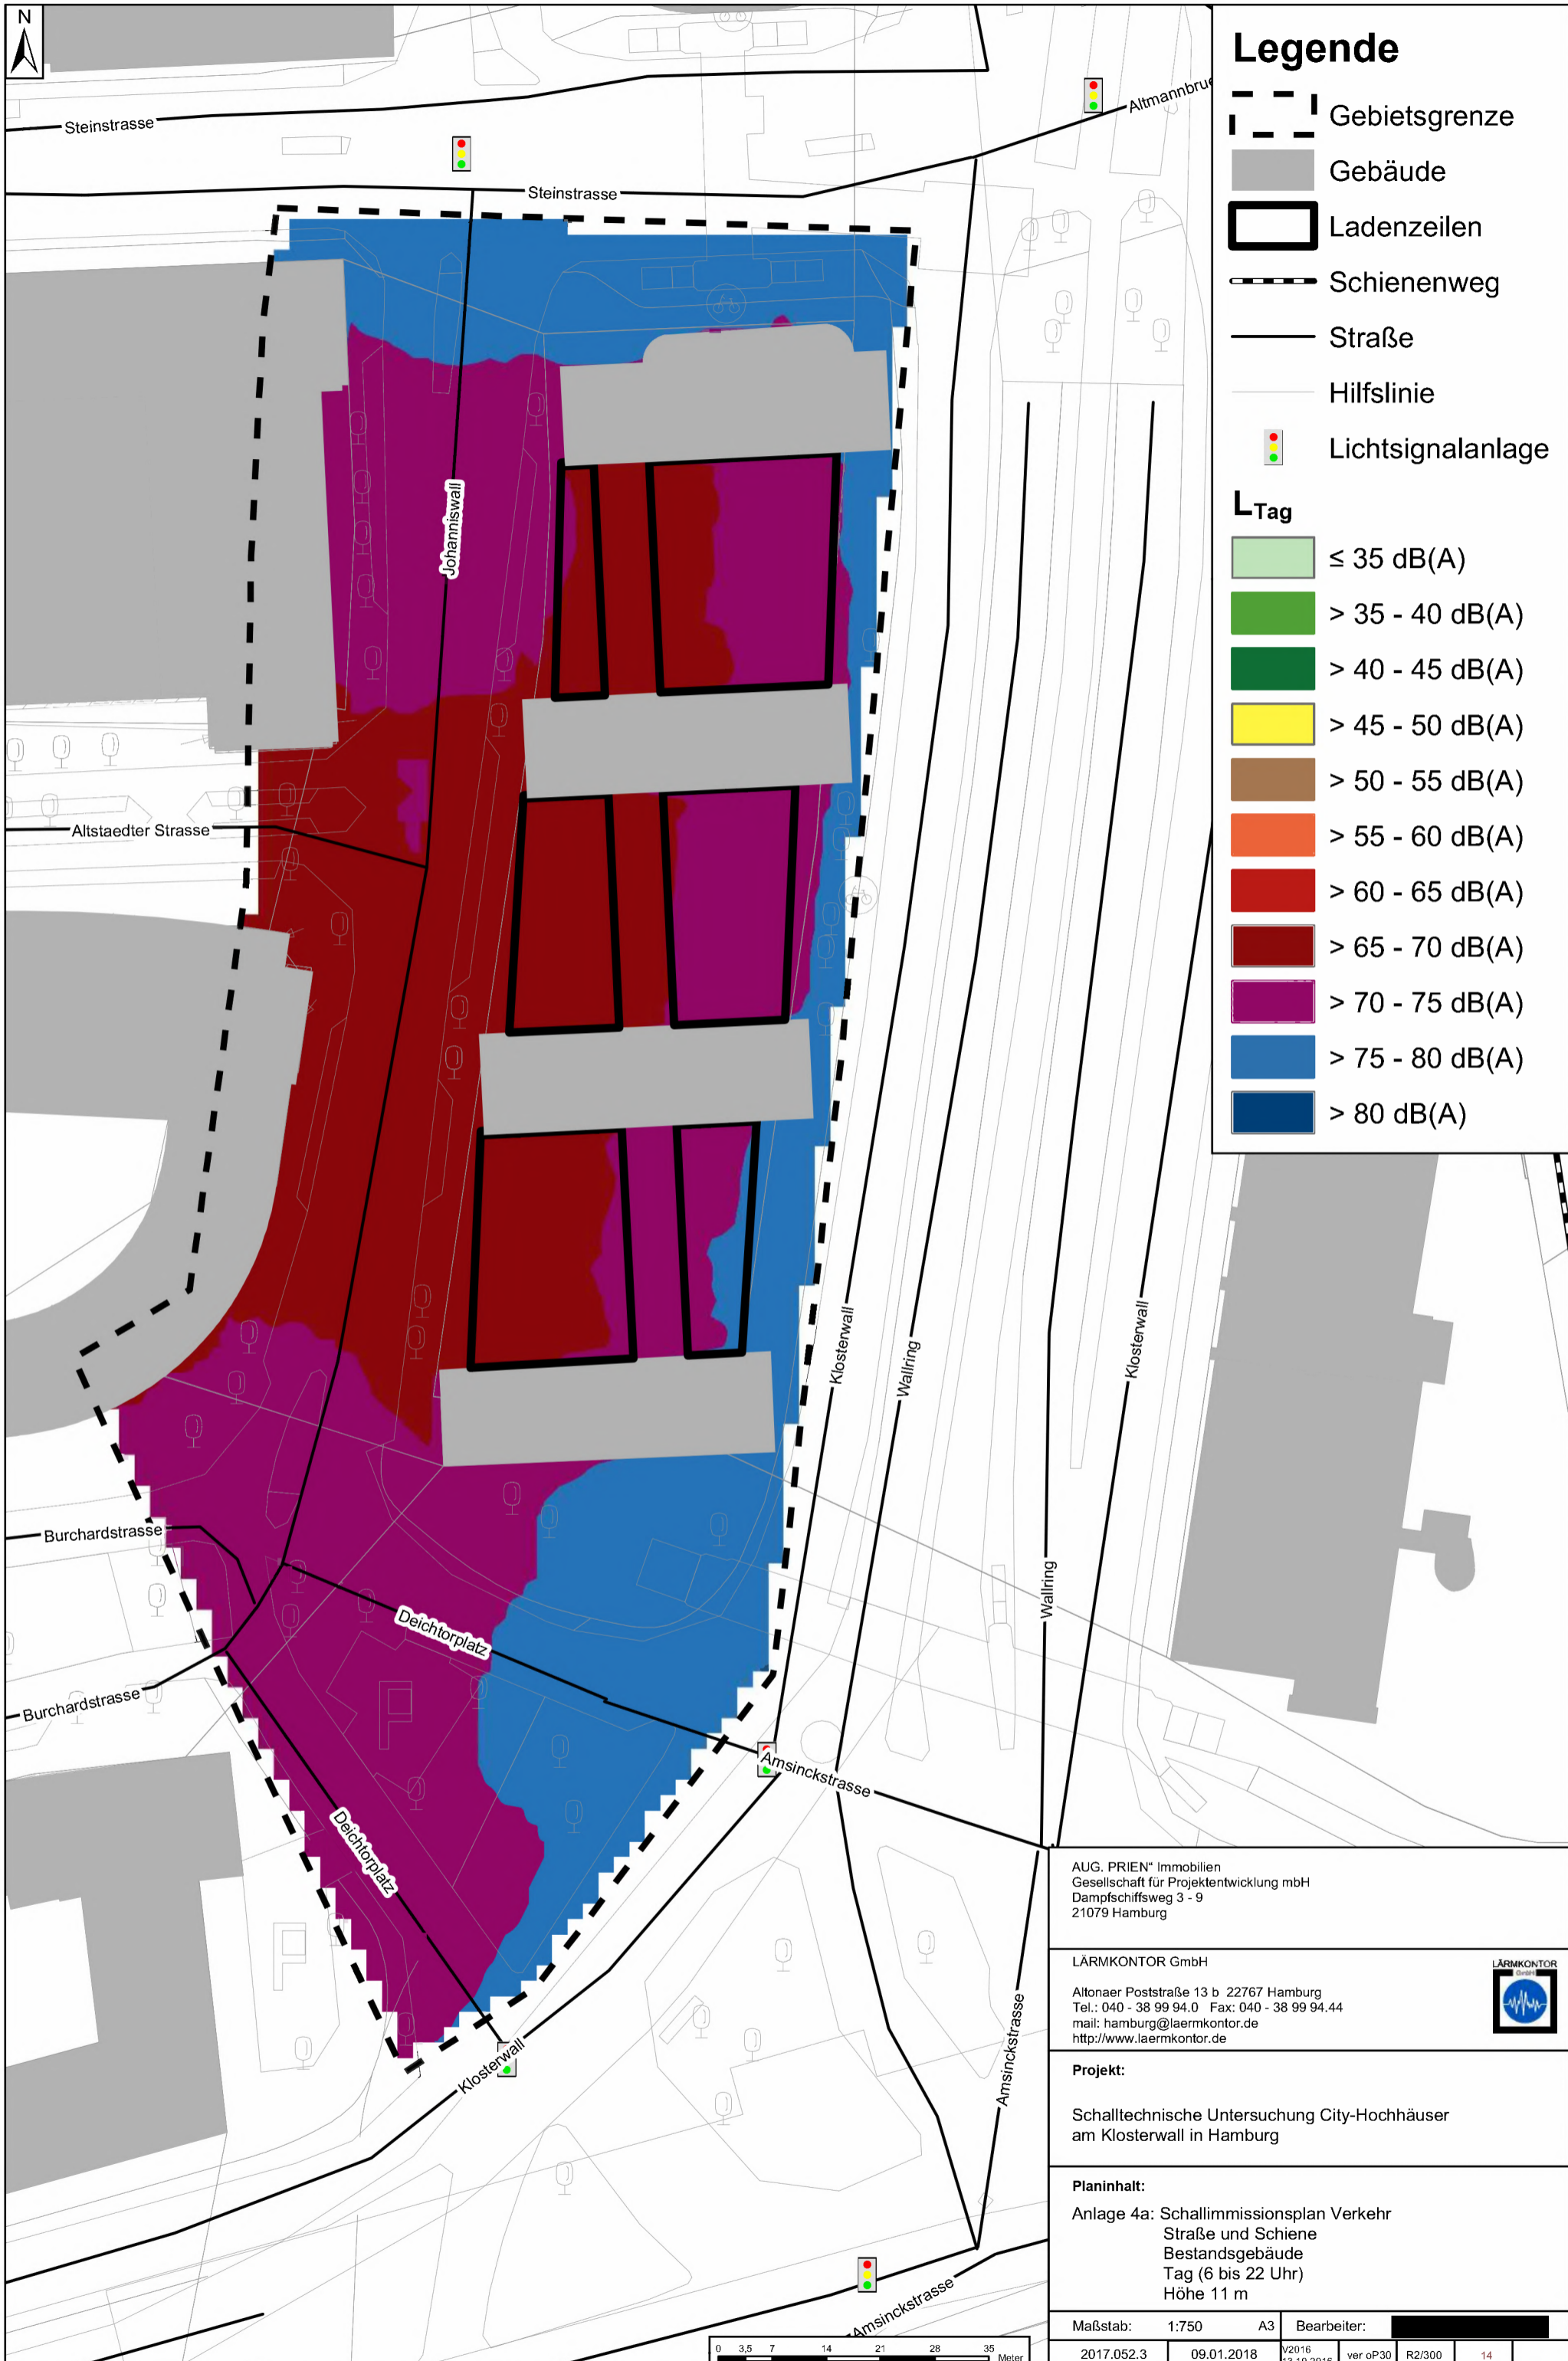 N
Steinstrasse
Steinstrasse
Altmannbrue
Johanniswall
Altstaedter Strasse
Klosterwall
Wallring
Klosterwall
Wallring
Burchardstrasse
Burchardstrasse
Deichtorplatz
Deichtorplatz
Amsinckstrasse
Klosterwall
Amsinckstrasse
Amsinckstrasse
P
P
Legende
Gebietsgrenze
Gebäude
Ladenzeilen
Schienenweg
Straße
Hilfslinie
Lichtsignalanlage
LTag
≤ 35 dB(A)
> 35 - 40 dB(A)
> 40 - 45 dB(A)
> 45 - 50 dB(A)
> 50 - 55 dB(A)
> 55 - 60 dB(A)
> 60 - 65 dB(A)
> 65 - 70 dB(A)
> 70 - 75 dB(A)
> 75 - 80 dB(A)
> 80 dB(A)
AUG. PRIEN" Immobilien
Gesellschaft für Projektentwicklung mbH
Dampfschiffsweg 3 - 9
21079 Hamburg
LÄRMKONTOR GmbH
Altonaer Poststraße 13 b 22767 Hamburg
Tel.: 040 - 38 99 94.0 Fax: 040 - 38 99 94.44
mail: hamburg@laermkontor.de
http://www.laermkontor.de
LÄRMKONTOR
GmbH
Projekt:
Schalltechnische Untersuchung City-Hochhäuser
am Klosterwall in Hamburg
Planinhalt:
Anlage 4a: Schallimmissionsplan Verkehr
Straße und Schiene
Bestandsgebäude
Tag (6 bis 22 Uhr)
Höhe 11 m
Maßstab: 1:750 A3 Bearbeiter:
2017.052.3 09.01.2018 V2016 ver oP30 R2/300 14
0 3,5 7 14 21 28 35
Meter